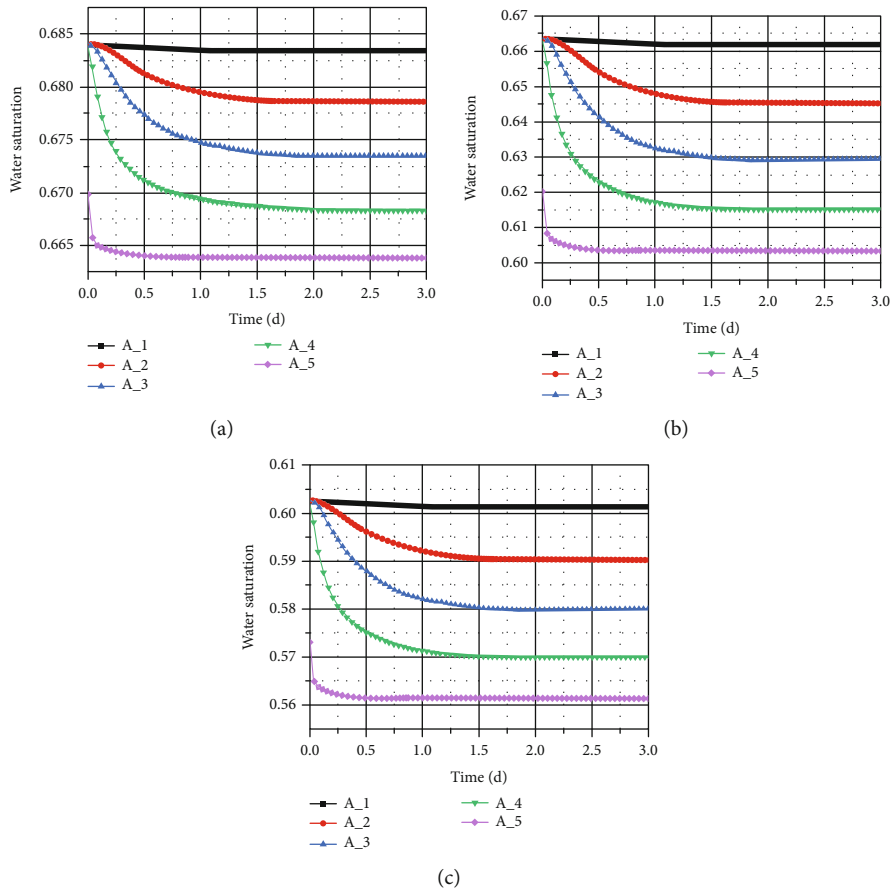 0.685
0.680
0.675
0.670
0.665
Water saturation
0.0 0.5 1.0 1.5 2.0 2.5 3.0
Time (d)
A_1 A_4
A_2 A_5
A_3
(a)
0.67
0.66
0.65
0.64
0.63
0.62
0.61
0.60
Water saturation
0.0 0.5 1.0 1.5 2.0 2.5 3.0
Time (d)
A_1 A_4
A_2 A_5
A_3
(b)
0.61
0.60
0.59
0.58
0.57
0.56
Water saturation
0.0 0.5 1.0 1.5 2.0 2.5 3.0
Time (d)
A_1 A_4
A_2 A_5
A_3
(c)